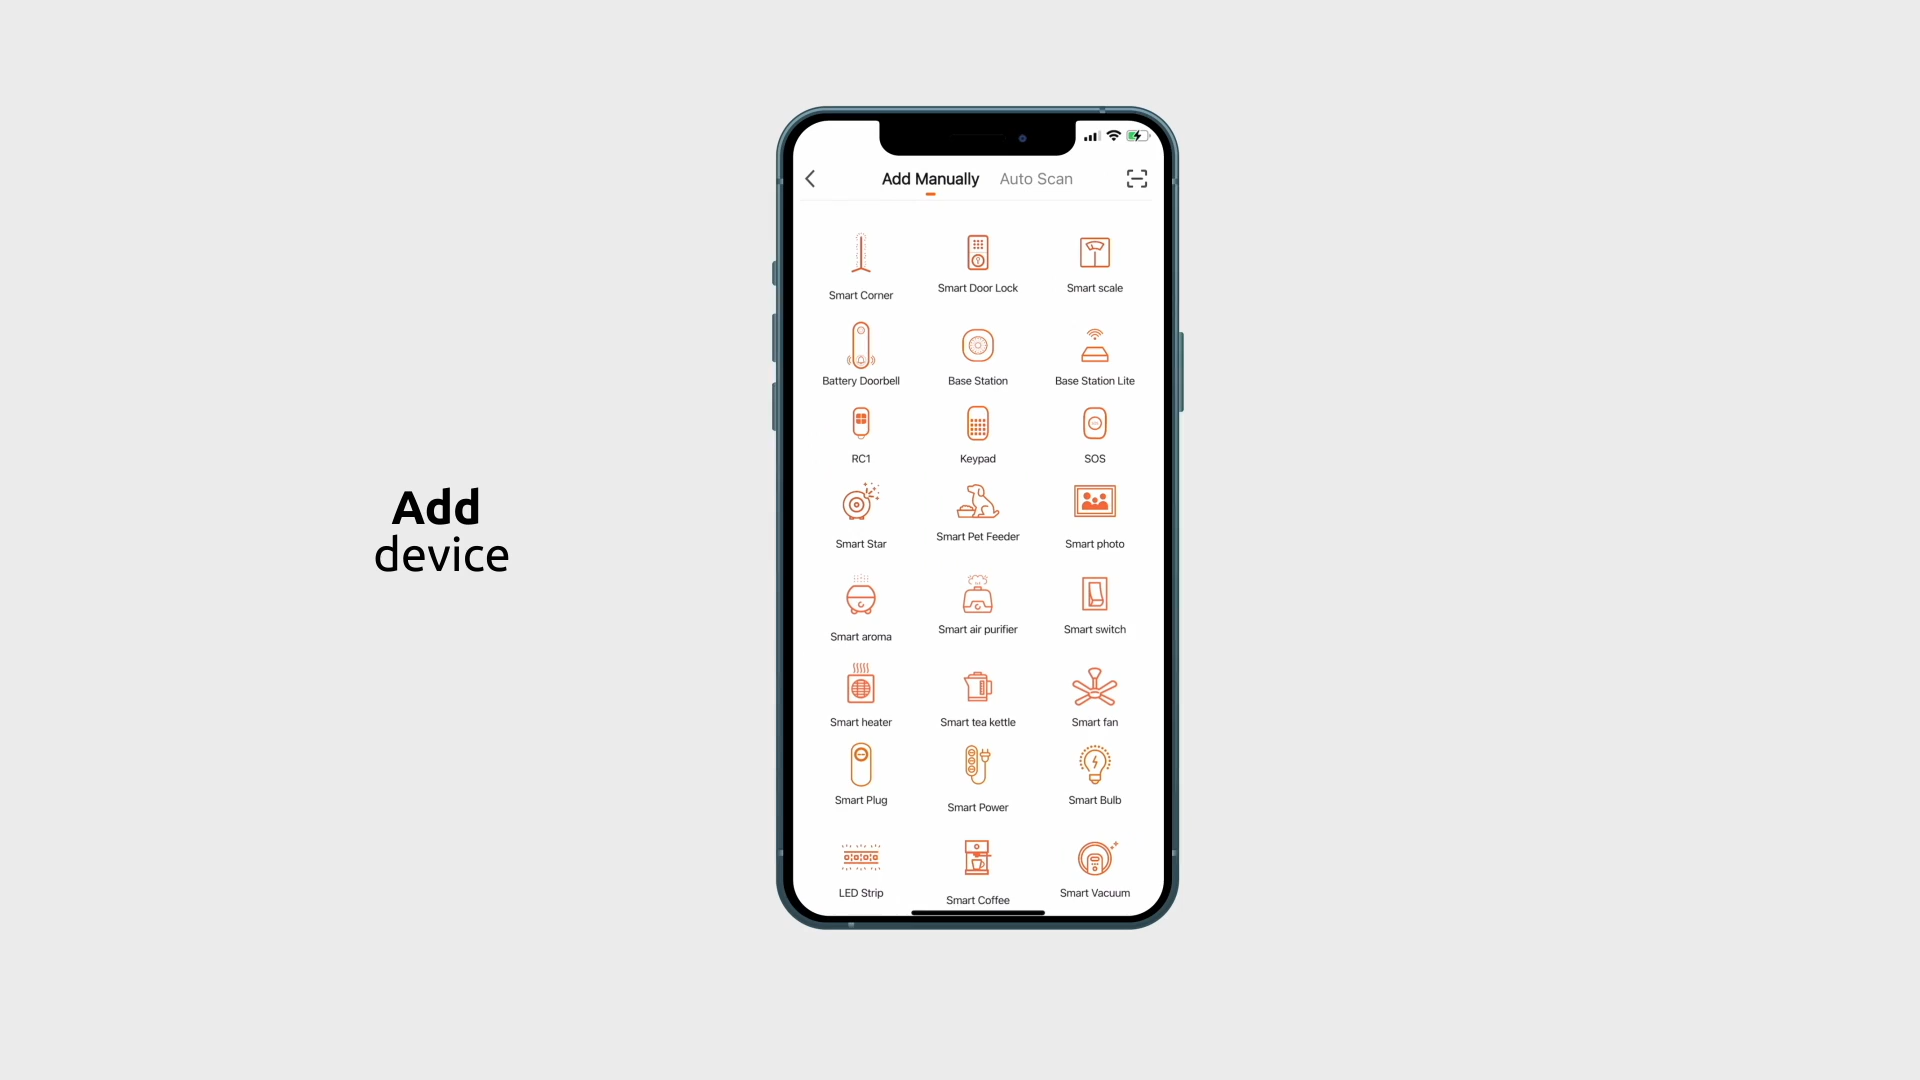 Add
device
Add Manually Auto Scan
Smart Corner Smart Door Lock Smart scale
Battery Doorbell Base Station Base Station Lite
RC1 Keypad SOS
Smart Star Smart Pet Feeder Smart photo
Smart aroma Smart air purifier Smart switch
Smart heater Smart tea kettle Smart fan
Smart Plug Smart Power Smart Bulb
LED Strip Smart Coffee Smart Vacuum